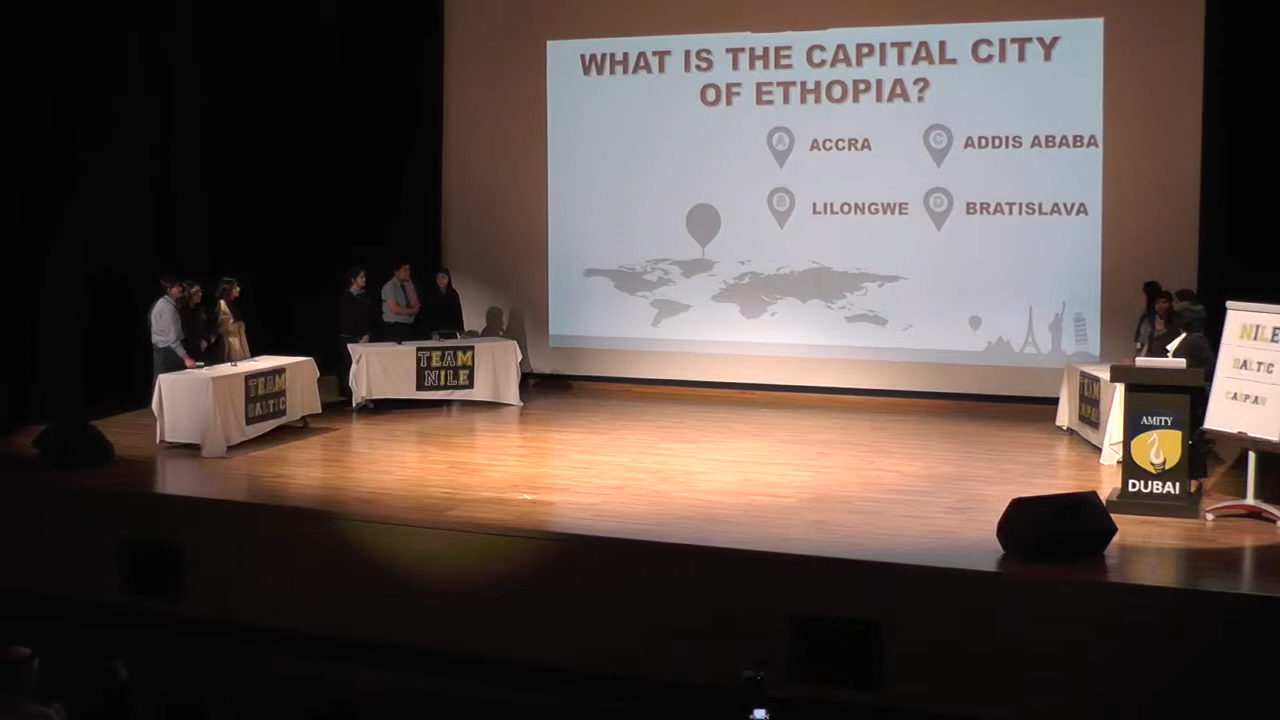 WHAT IS THE CAPITAL CITY
OF ETHOPIA?
A ACCRA
C ADDIS ABABA
B LILONGWE
D BRATISLAVA
TEAM
BALTIC
TEAM
NILE
TEAM
AMITY
DUBAI
NILE
BALTIC
CASPIAN